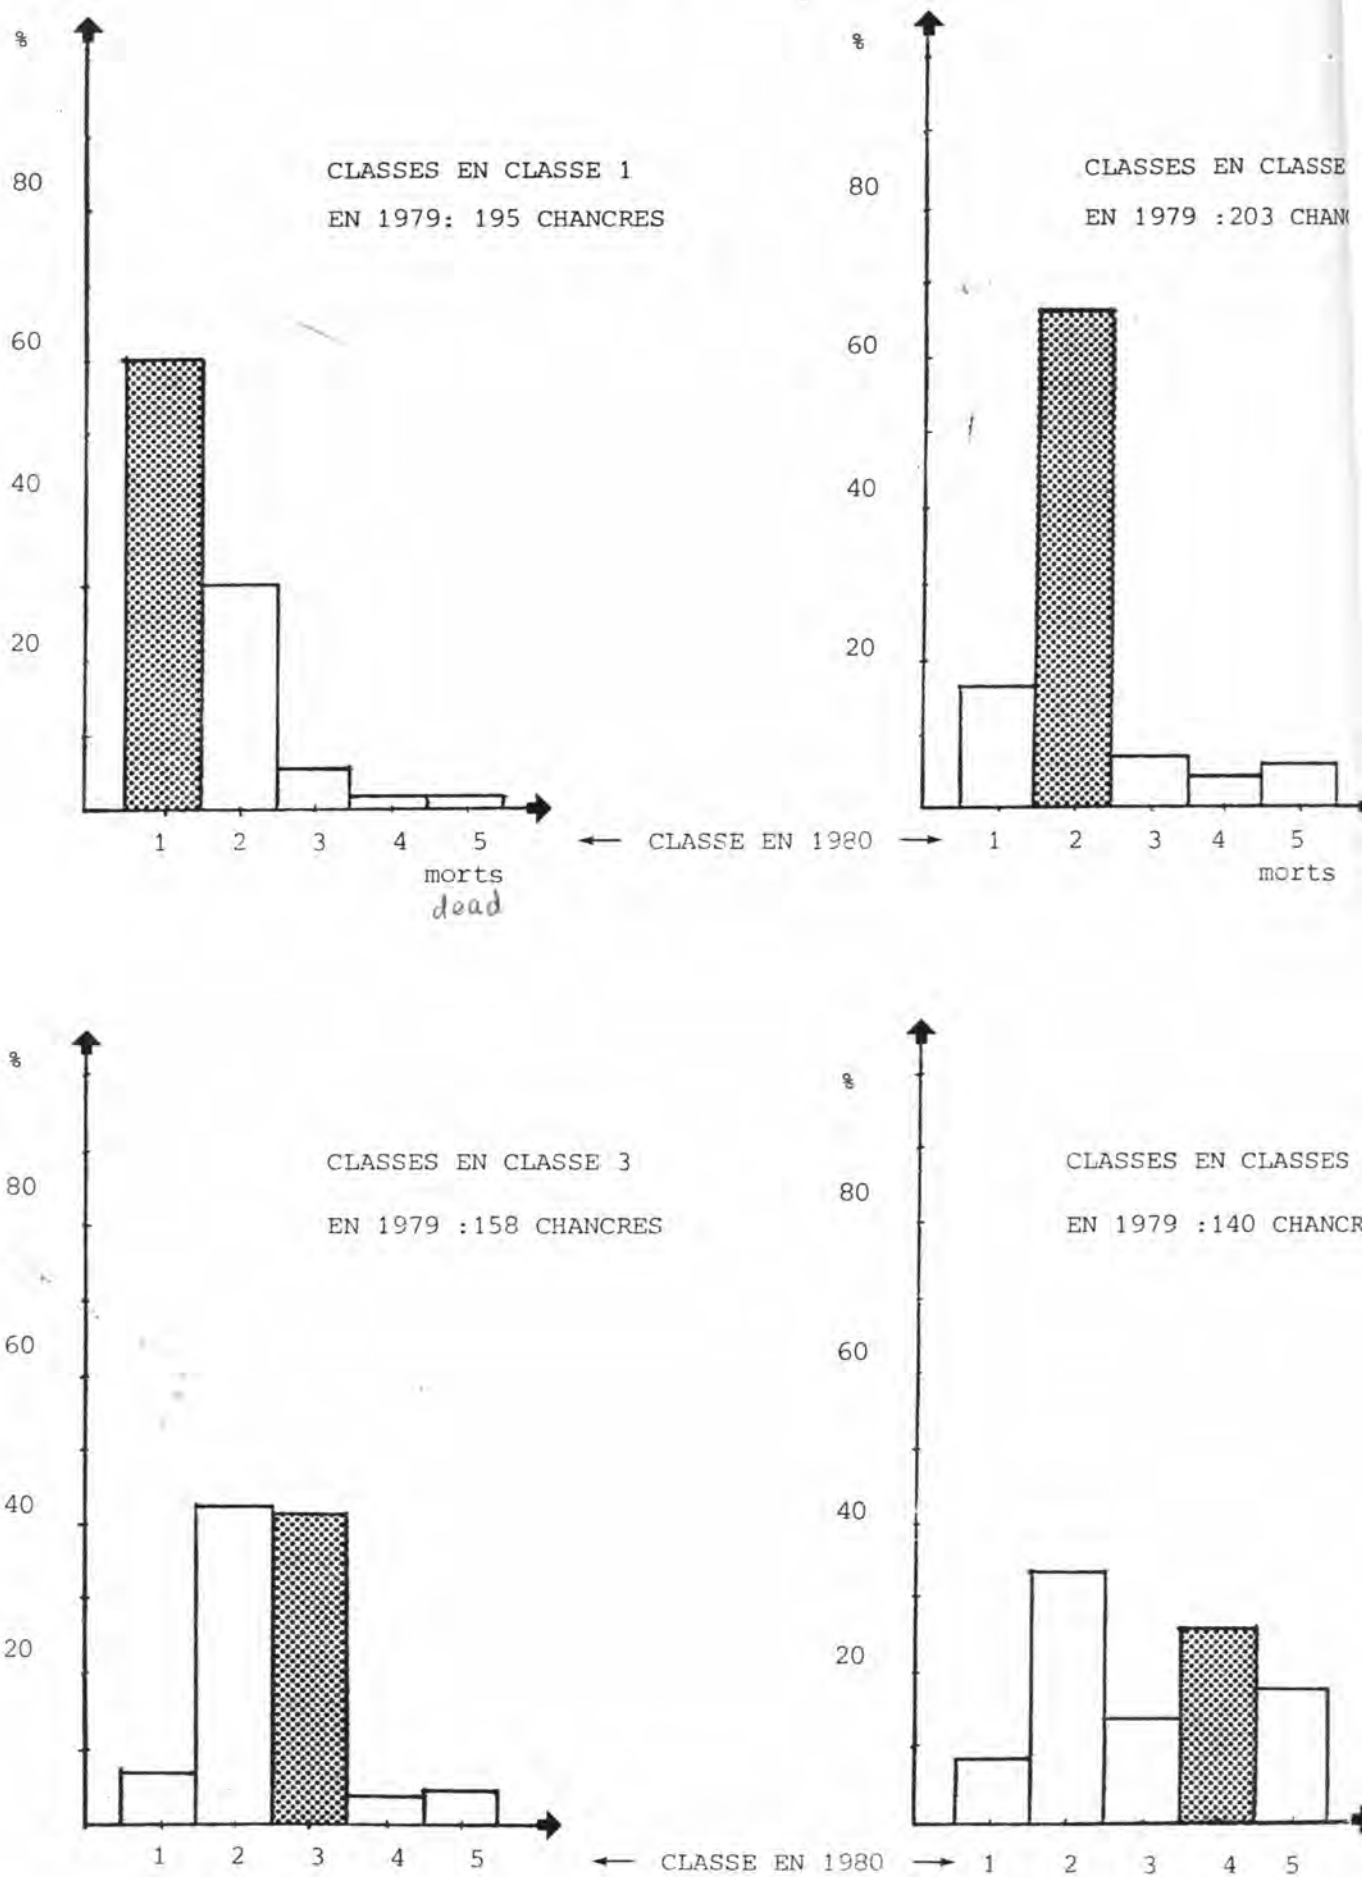 %
80
60
40
20
CLASSES EN CLASSE 1
EN 1979: 195 CHANCRES
1 2 3 4 5
morts
dead
%
80
60
40
20
CLASSES EN CLASSE
EN 1979 :203 CHANC
1 2 3 4 5
morts
← CLASSE EN 1980 →
%
80
60
40
20
CLASSES EN CLASSE 3
EN 1979 :158 CHANCRES
1 2 3 4 5
%
80
60
40
20
CLASSES EN CLASSES
EN 1979 :140 CHANCR
1 2 3 4 5
← CLASSE EN 1980 →